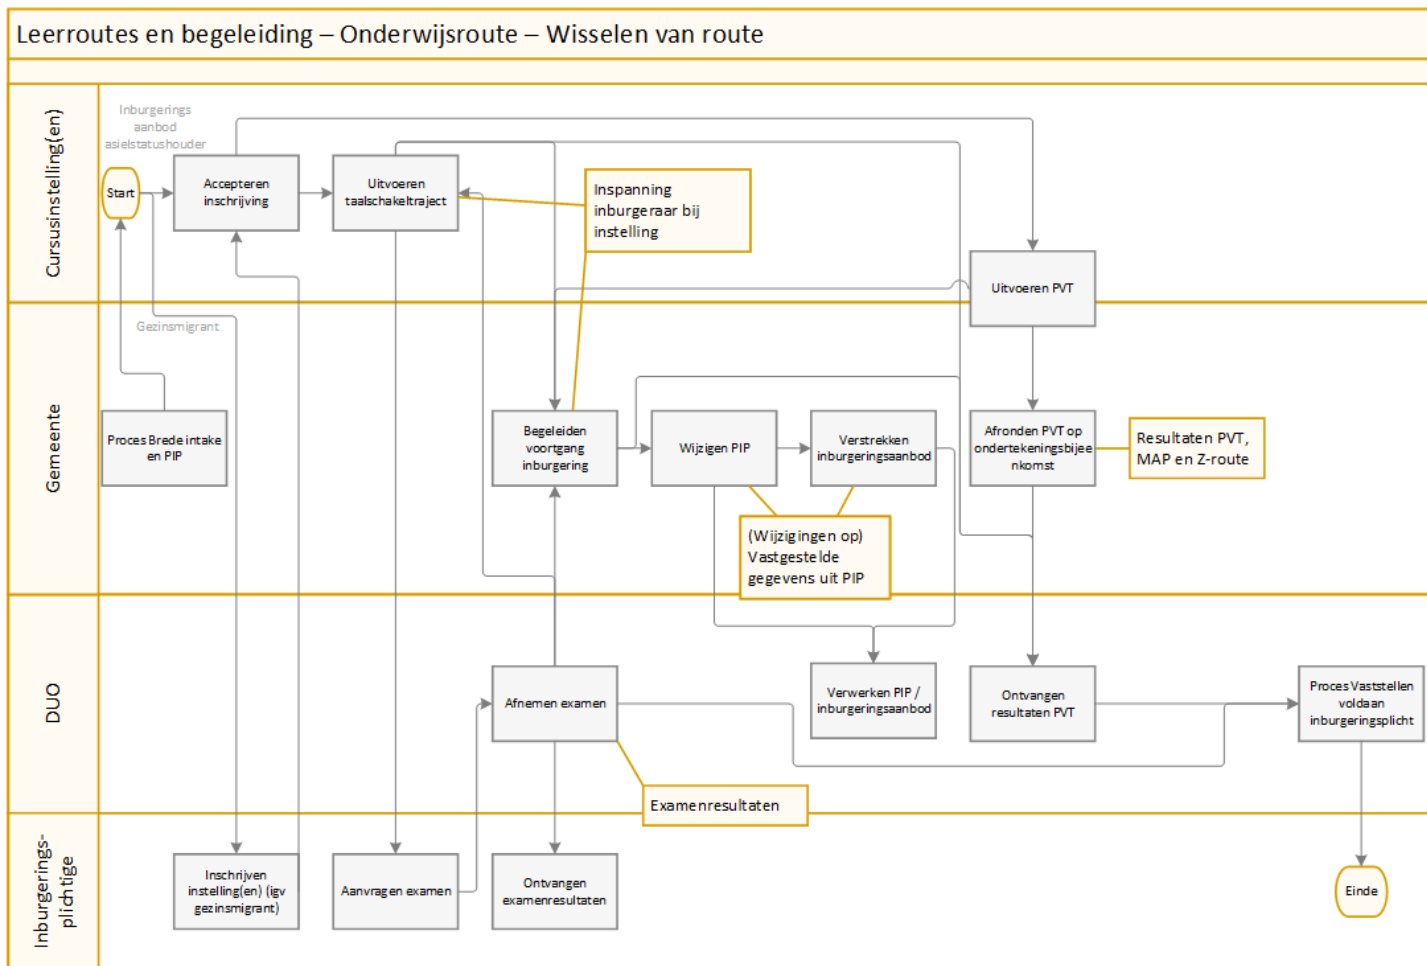 Leerroutes en begeleiding – Onderwijsroute – Wisselen van route
Cursusinstelling(en)
Inburgerings
aanbod
asielstatushouder
Start
Accepteren
inschrijving
Uitvoeren
taalschakeltraject
Inspanning
inburgeraar bij
instelling
Uitvoeren PVT
Gemeente
Gezinsmigrant
Proces Brede intake
en PIP
Begeleiden
voortgang
inburgering
Wijzigen PIP
Verstrekken
inburgeringsaanbod
Afronden PVT op
ondertekeningsbijee
nkomst
Resultaten PVT,
MAP en Z-route
(Wijzigingen op)
Vastgestelde
gegevens uit PIP
DUO
Afnemen examen
Verwerken PIP /
inburgeringsaanbod
Ontvangen
resultaten PVT
Proces Vaststellen
voldaan
inburgeringsplicht
Examenresultaten
Inburgerings-
plichtige
Inschrijven
instelling(en) (igv
gezinsmigrant)
Aanvragen examen
Ontvangen
examenresultaten
Einde